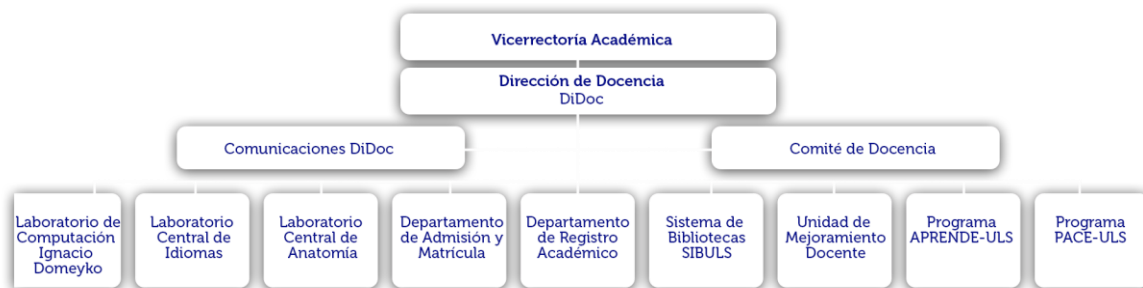 Vicerrectoría Académica
Dirección de Docencia
DiDoc
Comunicaciones DiDoc
Comité de Docencia
Laboratorio de
Computación
Ignacio
Domeyko
Laboratorio
Central de
Idiomas
Laboratorio
Central de
Anatomía
Departamento
de Admisión y
Matrícula
Departamento
de Registro
Académico
Sistema de
Bibliotecas
SIBULS
Unidad de
Mejoramiento
Docente
Programa
APRENDE-ULS
Programa
PACE-ULS